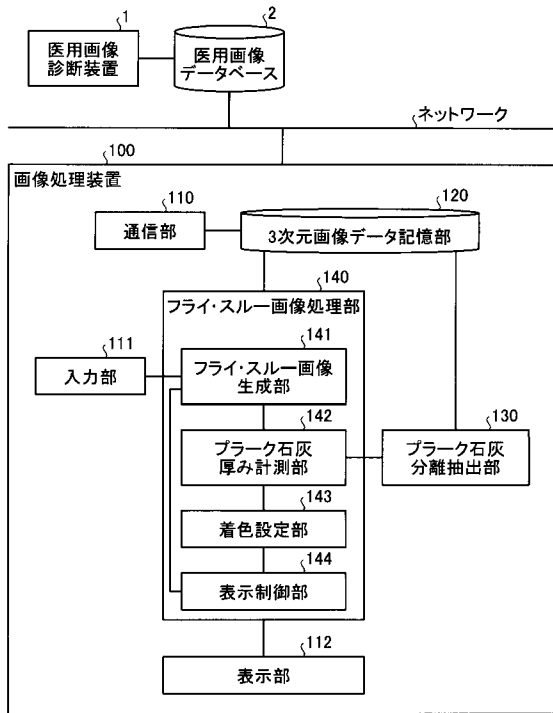 1
2
医用画像
診断装置
医用画像
データベース
ネットワーク
100
画像処理装置
110
120
通信部
3次元画像データ記憶部
140
フライ・スルー画像処理部
111
141
入力部
フライ・スルー画像
生成部
142
130
プラーク石灰
厚み計測部
プラーク石灰
分離抽出部
143
着色設定部
144
表示制御部
112
表示部